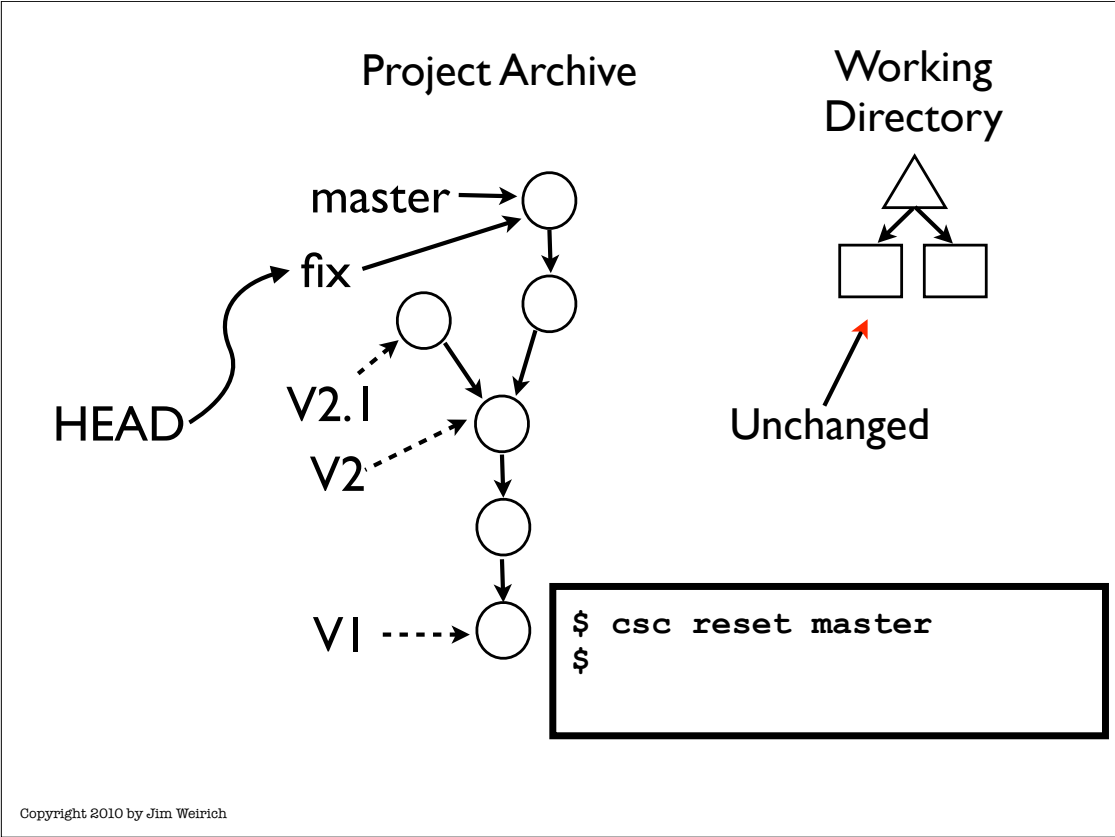 Project Archive
Working
Directory
master
fix
V2.1
HEAD
V2
Unchanged
V1
$ csc reset master
$
Copyright 2010 by Jim Weirich